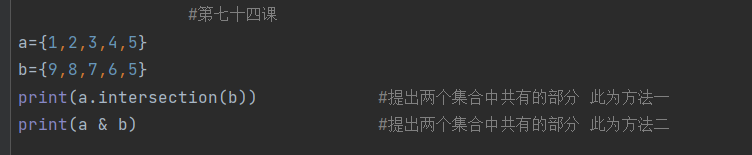 #第七十四课
a={1,2,3,4,5}
b={9,8,7,6,5}
print(a.intersection(b)) #提出两个集合中共有的部分 此为方法一
print(a & b) #提出两个集合中共有的部分 此为方法二